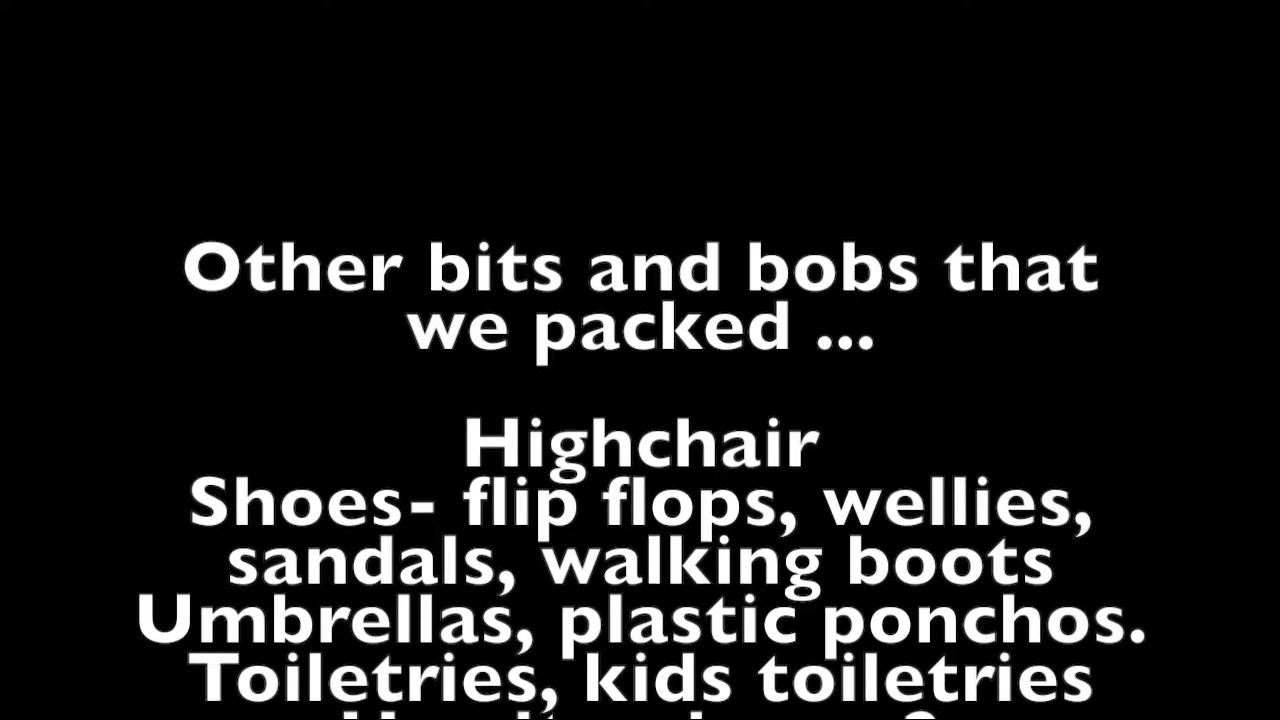 Other bits and bobs that
we packed ...
Highchair
Shoes- flip flops, wellies,
sandals, walking boots
Umbrellas, plastic ponchos.
Toiletries, kids toiletries